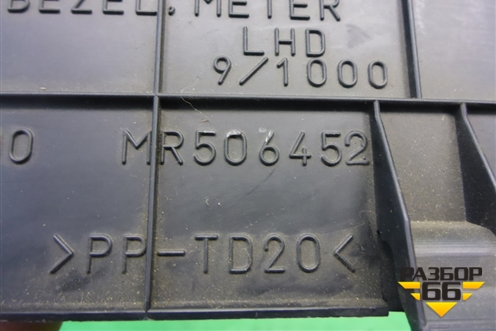 BEZEL, METER
LHD
9/1000
0 MR506452
>PP-TD20<
РАЗБОР
66